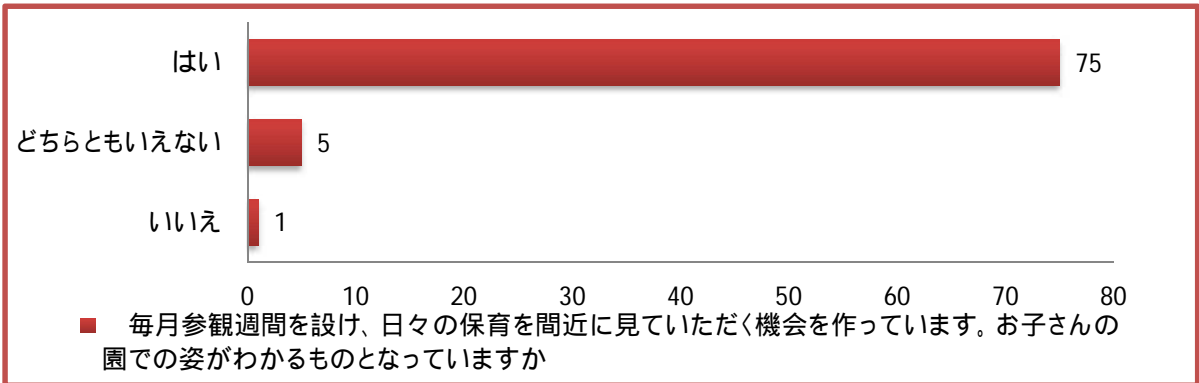 はい
75
どちらともいえない
5
いいえ
1
0 10 20 30 40 50 60 70 80
毎月参観週間を設け、日々の保育を間近に見ていただく機会を作っています。お子さんの
園での姿がわかるものとなっていますか